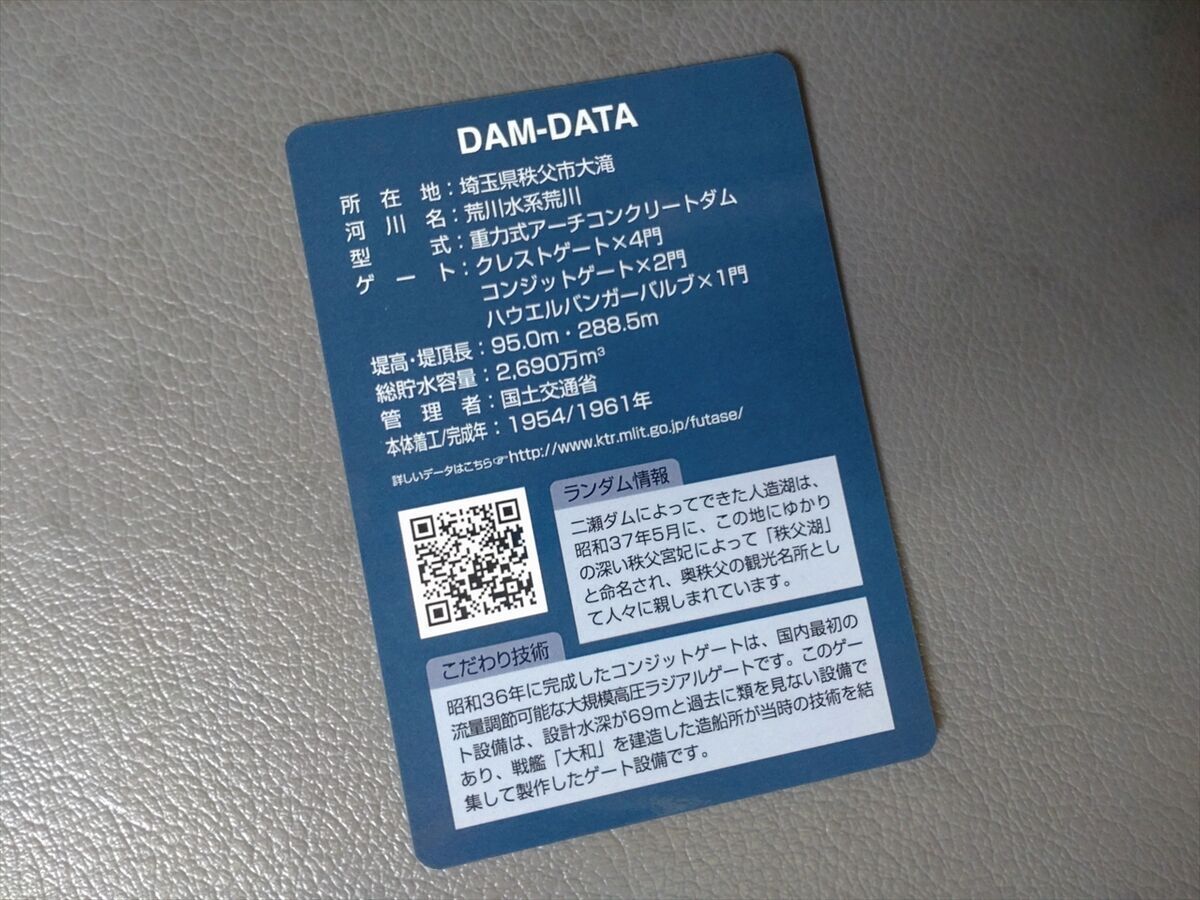 DAM-DATA
所在地：埼玉県秩父市大滝
河川名：荒川水系荒川
型式：重力式アーチコンクリートダム
ゲート：クレストゲート×4門
コンジットゲート×2門
ハウエルバンガーバルブ×1門
堤高・堤頂長：95.0m・288.5m
総貯水容量：2,690万m³
管理者：国土交通省
本体着工/完成年：1954/1961年
詳しいデータはこちら☞http://www.ktr.mlit.go.jp/futase/
ランダム情報
二瀬ダムによってできた人造湖は、
昭和37年5月に、この地にゆかり
の深い秩父宮妃によって「秩父湖」
と命名され、奥秩父の観光名所とし
て人々に親しまれています。
こだわり技術
昭和36年に完成したコンジットゲートは、国内最初の
流量調節可能な大規模高圧ラジアルゲートです。このゲー
ト設備は、設計水深が69mと過去に類を見ない設備で
あり、戦艦「大和」を建造した造船所が当時の技術を結
集して製作したゲート設備です。